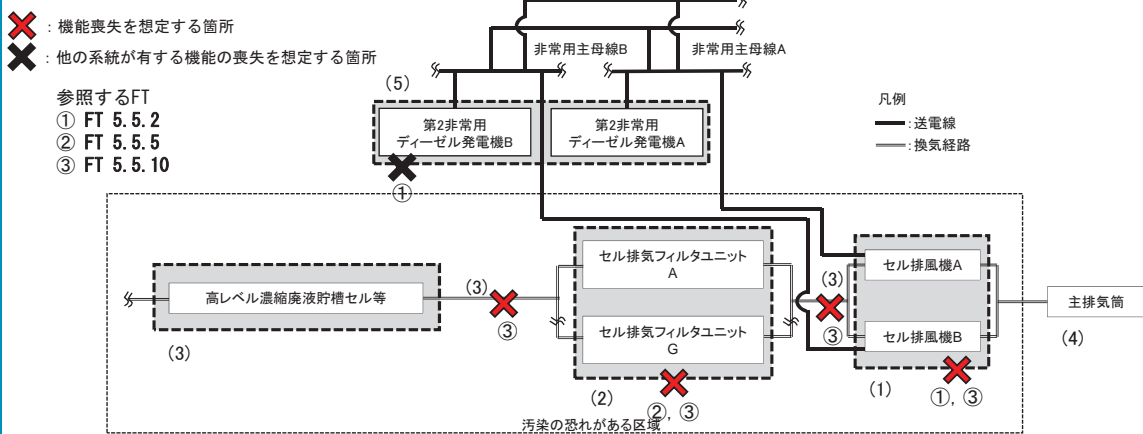 ：機能喪失を想定する箇所
：他の系統が有する機能の喪失を想定する箇所
参照するFT
① FT 5.5.2
② FT 5.5.5
③ FT 5.5.10
非常用主母線B
非常用主母線A
(5)
第2非常用
ディーゼル発電機B
第2非常用
ディーゼル発電機A
①
凡例
：送電線
：換気経路
高レベル濃縮廃液貯槽セル等
(3)
(3)
③
セル排気フィルタユニット
A
セル排気フィルタユニット
G
(2)
②, ③
(3)
③
セル排風機A
セル排風機B
(1)
①, ③
主排気筒
(4)
汚染の恐れがある区域